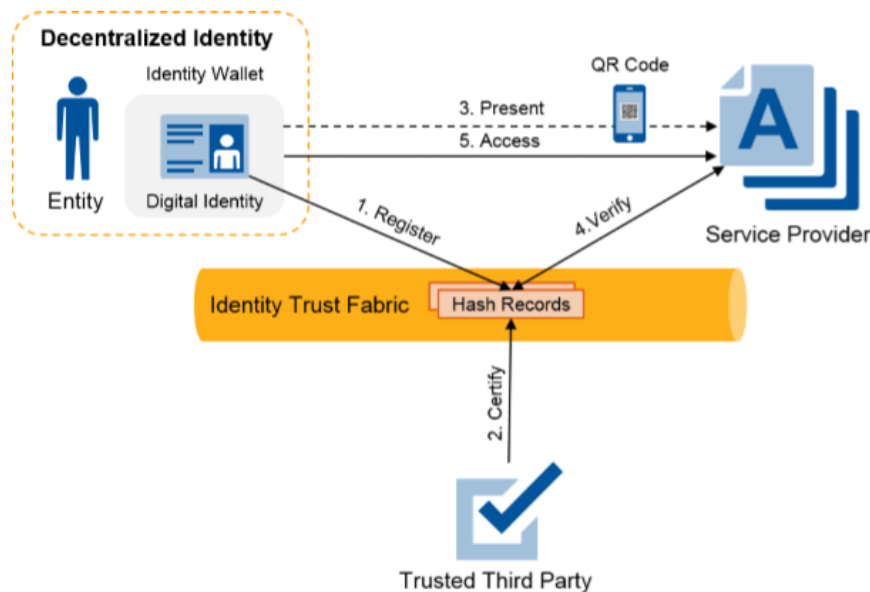 Decentralized Identity
Identity Wallet
Entity
Digital Identity
QR Code
3. Present
5. Access
1. Register
4.Verify
A
Service Provider
Identity Trust Fabric
Hash Records
2. Certify
Trusted Third Party